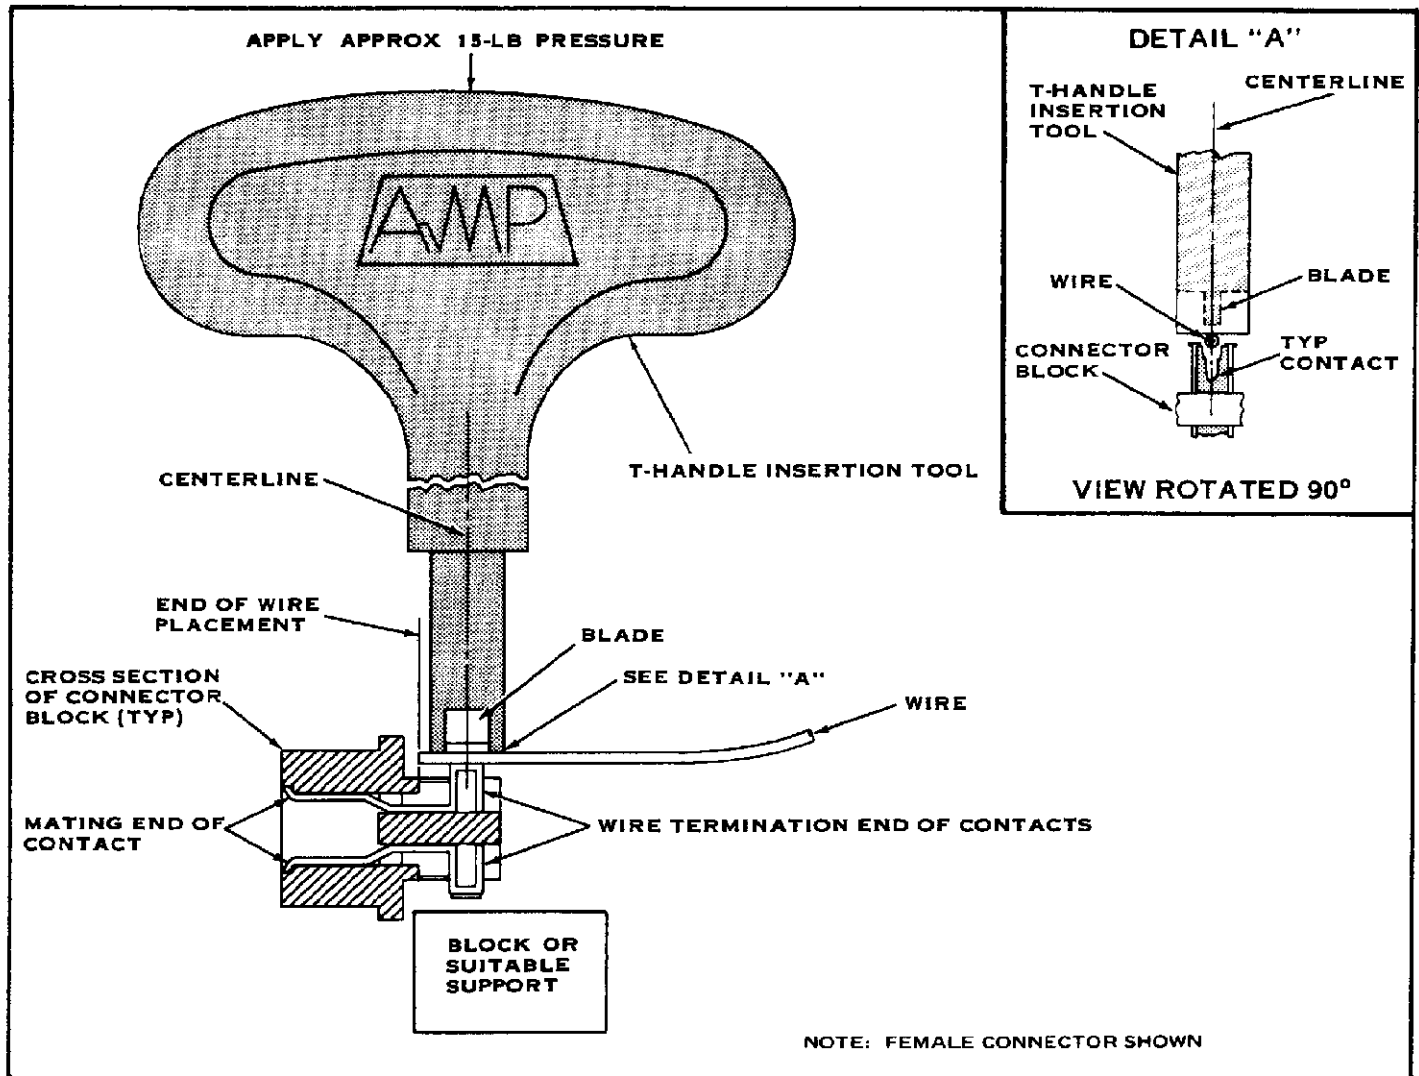 APPLY APPROX 15-LB PRESSURE
AMP
T-HANDLE INSERTION TOOL
CENTERLINE
END OF WIRE
PLACEMENT
BLADE
SEE DETAIL "A"
WIRE
CROSS SECTION
OF CONNECTOR
BLOCK (TYP)
MATING END OF
CONTACT
WIRE TERMINATION END OF CONTACTS
BLOCK OR
SUITABLE
SUPPORT
NOTE: FEMALE CONNECTOR SHOWN
DETAIL "A"
CENTERLINE
T-HANDLE
INSERTION
TOOL
WIRE
BLADE
CONNECTOR
BLOCK
TYP
CONTACT
VIEW ROTATED 90°